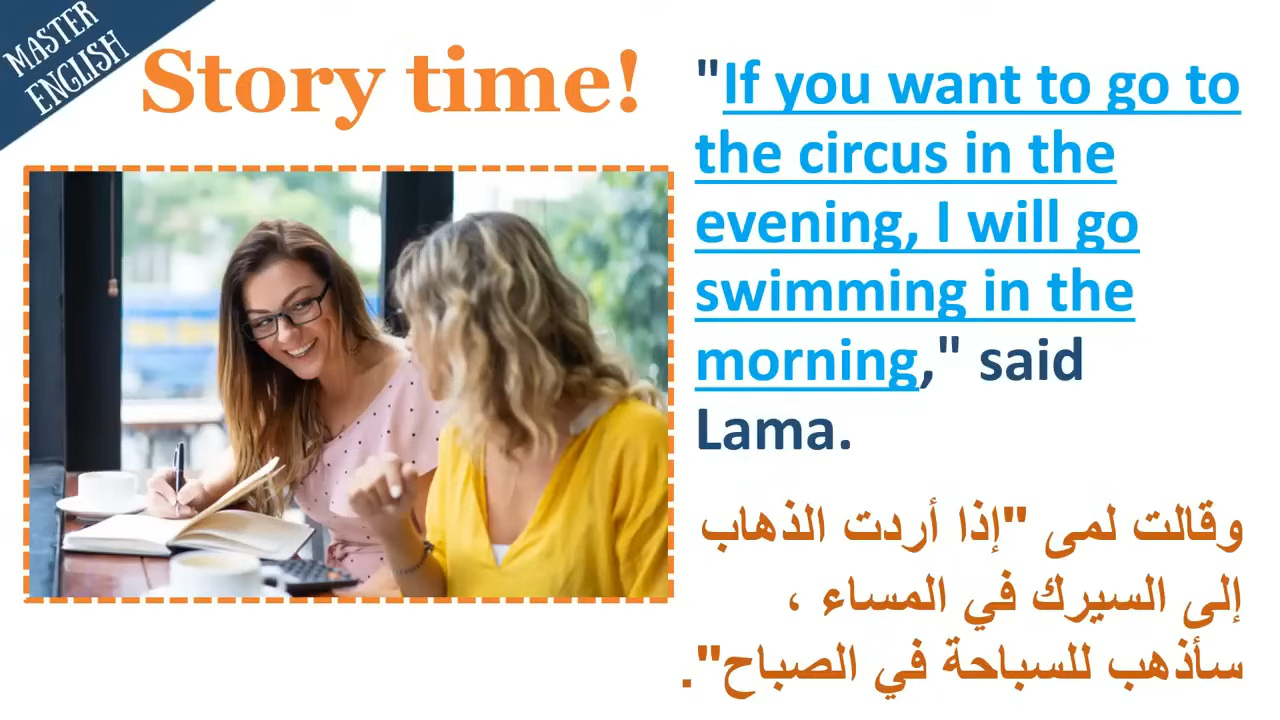 MASTER
ENGLISH
Story time!
"If you want to go to
the circus in the
evening, I will go
swimming in the
morning," said
Lama.
وقالت لمى "إذا أردت الذهاب
إلى السيرك في المساء ،
سأذهب للسباحة في الصباح".